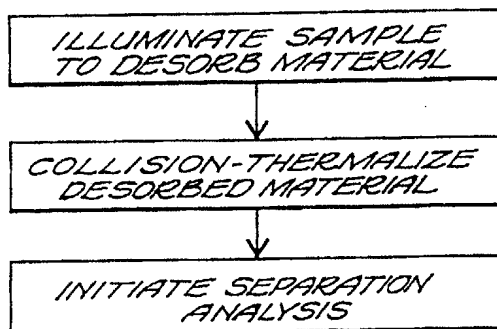 ILLUMINATE SAMPLE
TO DESORB MATERIAL
COLLISION-THERMALIZE
DESORBED MATERIAL
INITIATE SEPARATION
ANALYSIS